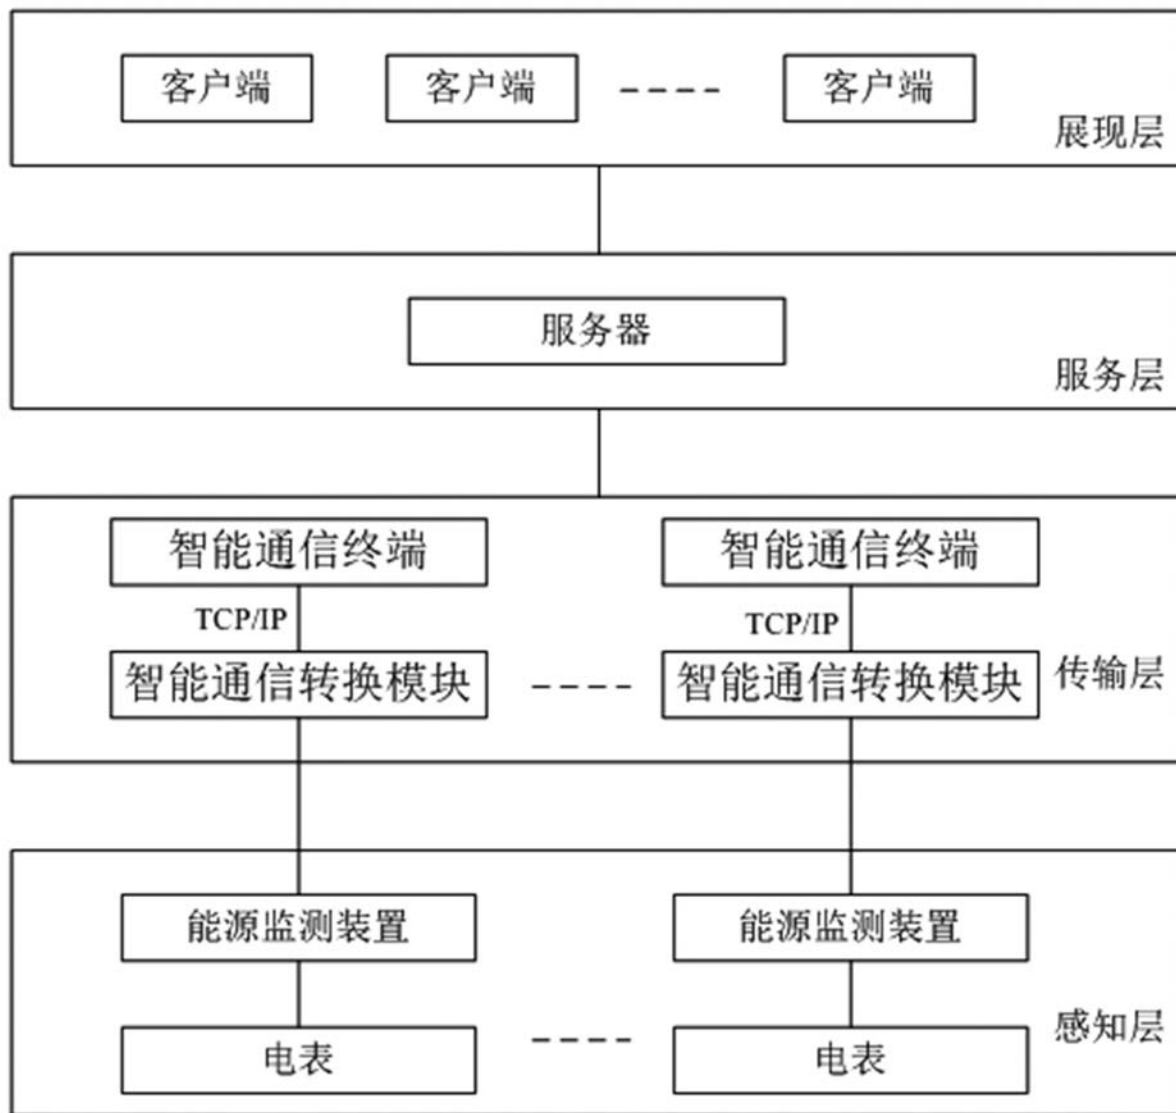 客户端 客户端 客户端
展现层
服务器
服务层
智能通信终端 智能通信终端
TCP/IP TCP/IP
智能通信转换模块 智能通信转换模块 传输层
能源监测装置 能源监测装置
感知层
电表 电表